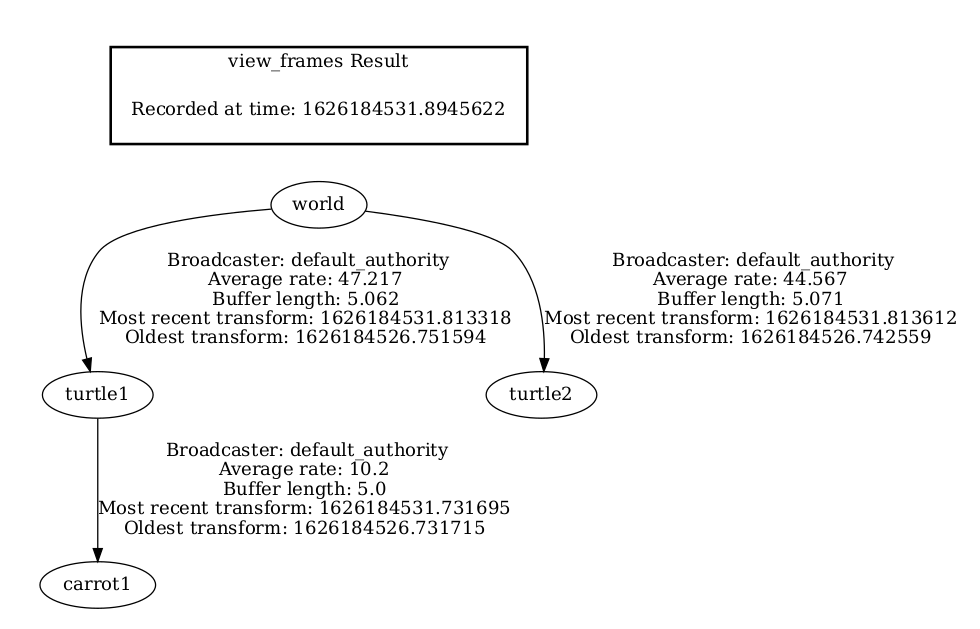 view_frames Result
Recorded at time: 1626184531.8945622
world
Broadcaster: default_authority
Average rate: 47.217
Buffer length: 5.062
Most recent transform: 1626184531.813318
Oldest transform: 1626184526.751594
Broadcaster: default_authority
Average rate: 44.567
Buffer length: 5.071
Most recent transform: 1626184531.813612
Oldest transform: 1626184526.742559
turtle1
turtle2
Broadcaster: default_authority
Average rate: 10.2
Buffer length: 5.0
Most recent transform: 1626184531.731695
Oldest transform: 1626184526.731715
carrot1